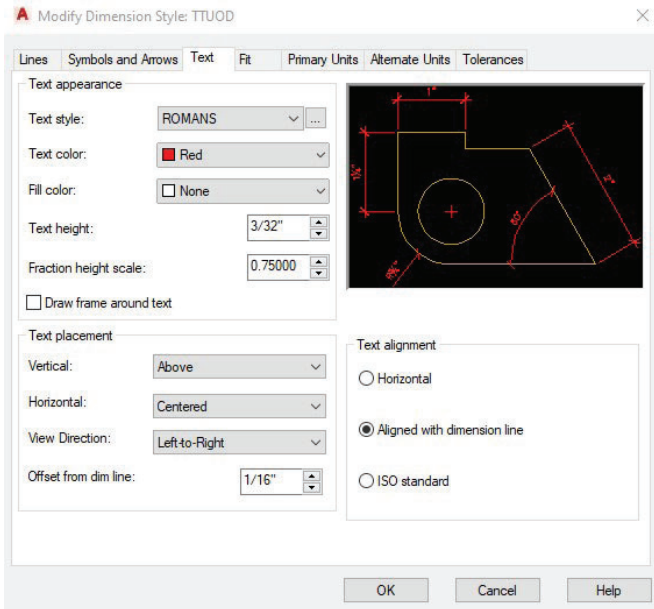 Modify Dimension Style: TTUOD
Lines Symbols and Arrows Text Fit Primary Units Alternate Units Tolerances
Text appearance
Text style: ROMANS ...
Text color: Red
Fill color: None
Text height: 3/32"
Fraction height scale: 0.75000
Draw frame around text
1"
60°
Text placement
Vertical: Above
Horizontal: Centered
View Direction: Left-to-Right
Offset from dim line: 1/16"
Text alignment
Horizontal
Aligned with dimension line
ISO standard
OK Cancel Help